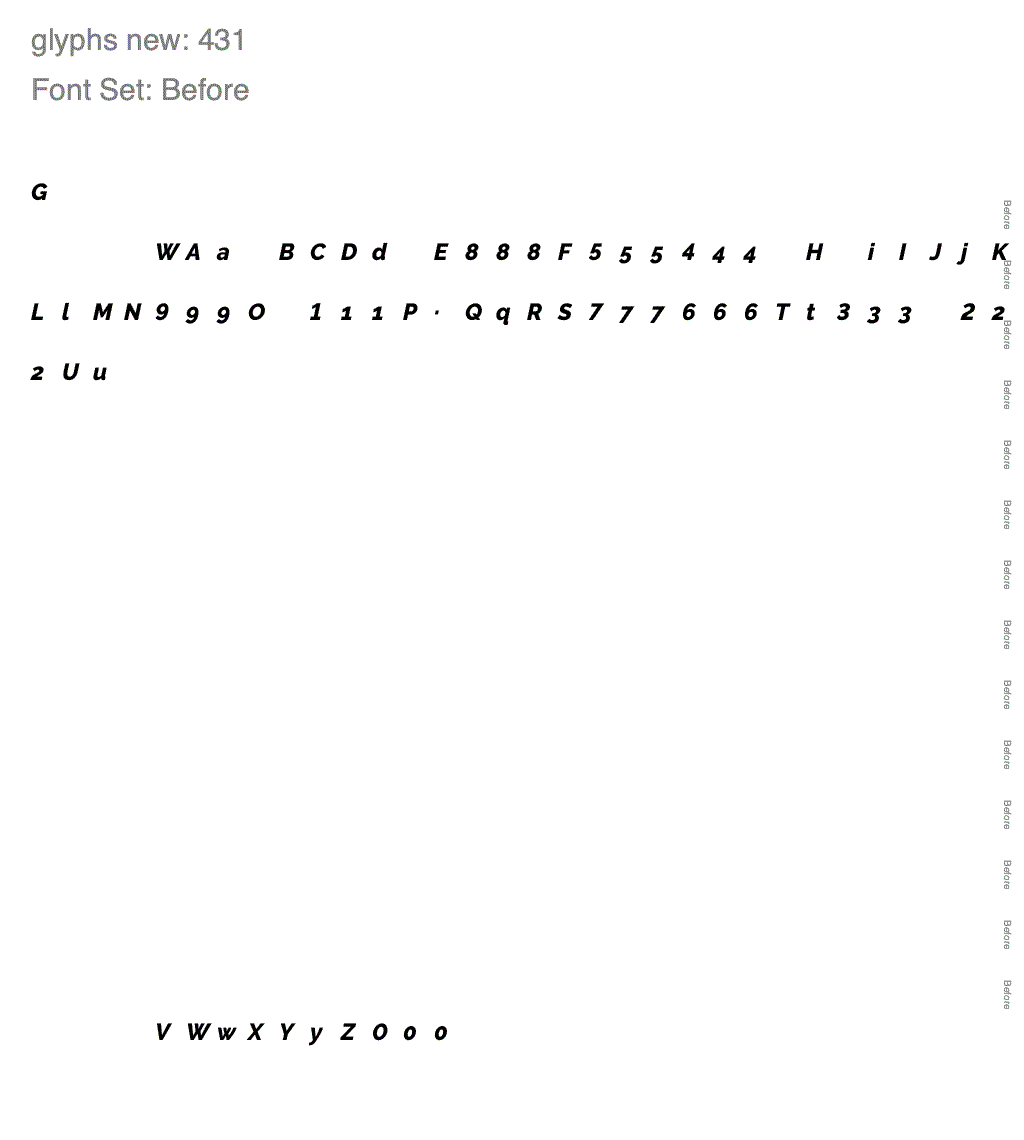 glyphs new: 431
Font Set: Before
G
W A a B C D d E 8 8 8 F 5 5 5 4 4 4 H i I J j K
L l M N 9 9 9 O 1 1 1 P · Q q R S 7 7 7 6 6 6 T t 3 3 3 2 2
2 U u
V W w X Y y Z 0 0 0
Before
Before
Before
Before
Before
Before
Before
Before
Before
Before
Before
Before
Before
Before